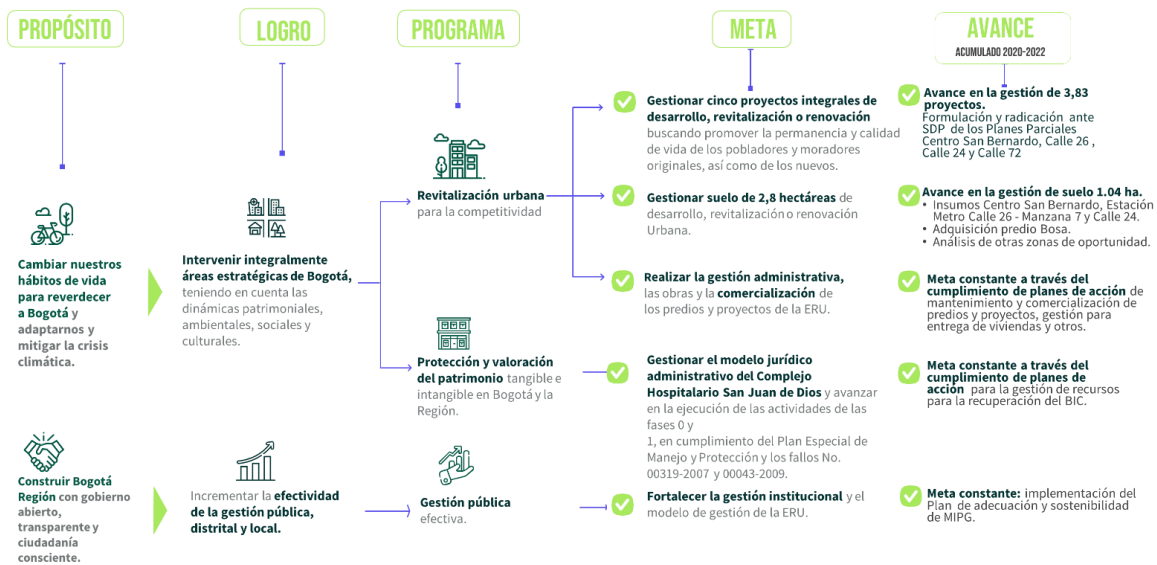 PROPÓSITO
LOGRO
PROGRAMA
META
AVANCE
ACUMULADO 2020-2022
Cambiar nuestros
hábitos de vida
para reverdecer
a Bogotá y
adaptarnos y
mitigar la crisis
climática.
Intervenir integralmente
áreas estratégicas de Bogotá,
teniendo en cuenta las
dinámicas patrimoniales,
ambientales, sociales y
culturales.
Revitalización urbana
para la competitividad
Gestionar cinco proyectos integrales de
desarrollo, revitalización o renovación
buscando promover la permanencia y calidad
de vida de los pobladores y moradores
originales, así como de los nuevos.
Avance en la gestión de 3,83
proyectos.
Formulación y radicación ante
SDP de los Planes Parciales
Centro San Bernardo, Calle 26 ,
Calle 24 y Calle 72
Gestionar suelo de 2,8 hectáreas de
desarrollo, revitalización o renovación
Urbana.
Avance en la gestión de suelo 1.04 ha.
• Insumos Centro San Bernardo, Estación
Metro Calle 26 - Manzana 7 y Calle 24.
• Adquisición predio Bosa.
• Análisis de otras zonas de oportunidad.
Realizar la gestión administrativa,
las obras y la comercialización de
los predios y proyectos de la ERU.
Meta constante a través del
cumplimiento de planes de acción de
mantenimiento y comercialización de
predios y proyectos, gestión para
entrega de viviendas y otros.
Protección y valoración
del patrimonio tangible e
intangible en Bogotá y la
Región.
Gestionar el modelo jurídico
administrativo del Complejo
Hospitalario San Juan de Dios y avanzar
en la ejecución de las actividades de las
fases 0 y
1, en cumplimiento del Plan Especial de
Manejo y Protección y los fallos No.
00319-2007 y 00043-2009.
Meta constante a través del
cumplimiento de planes de
acción para la gestión de recursos
para la recuperación del BIC.
Construir Bogotá
Región con gobierno
abierto,
transparente y
ciudadanía
consciente.
Incrementar la efectividad
de la gestión pública,
distrital y local.
Gestión pública
efectiva.
Fortalecer la gestión institucional y el
modelo de gestión de la ERU.
Meta constante: implementación del
Plan de adecuación y sostenibilidad
de MIPG.